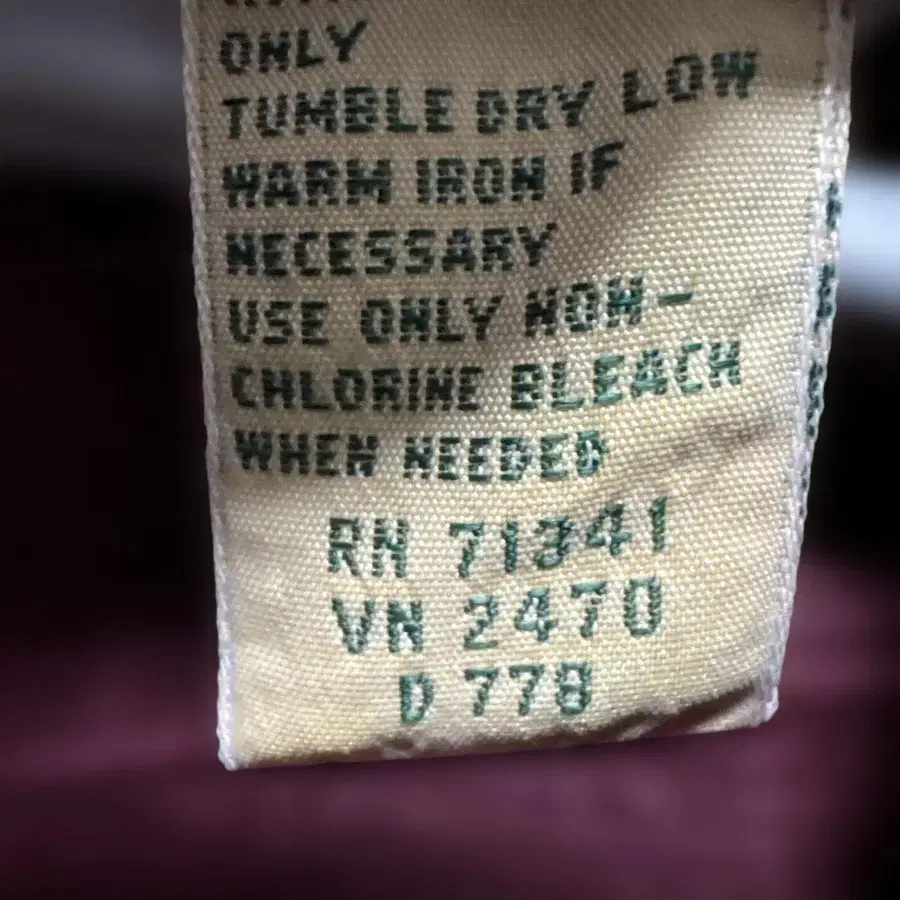 ONLY
TUMBLE DRY LOW
WARM IRON IF
NECESSARY
USE ONLY NON-
CHLORINE BLEACH
WHEN NEEDED
RN 71341
VN 2470
D 778